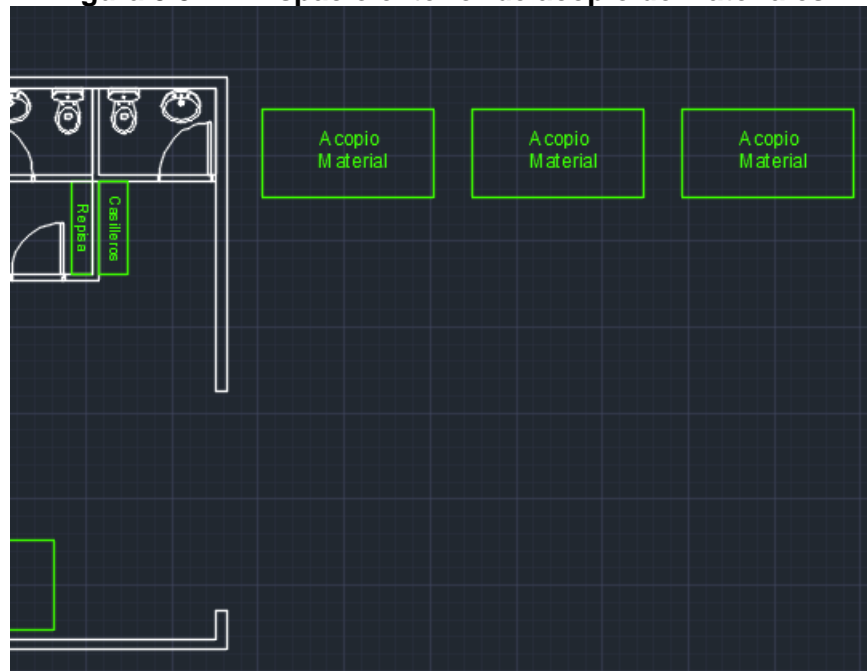 Acopio
Material
Acopio
Material
Acopio
Material
Repisa
Casilleros